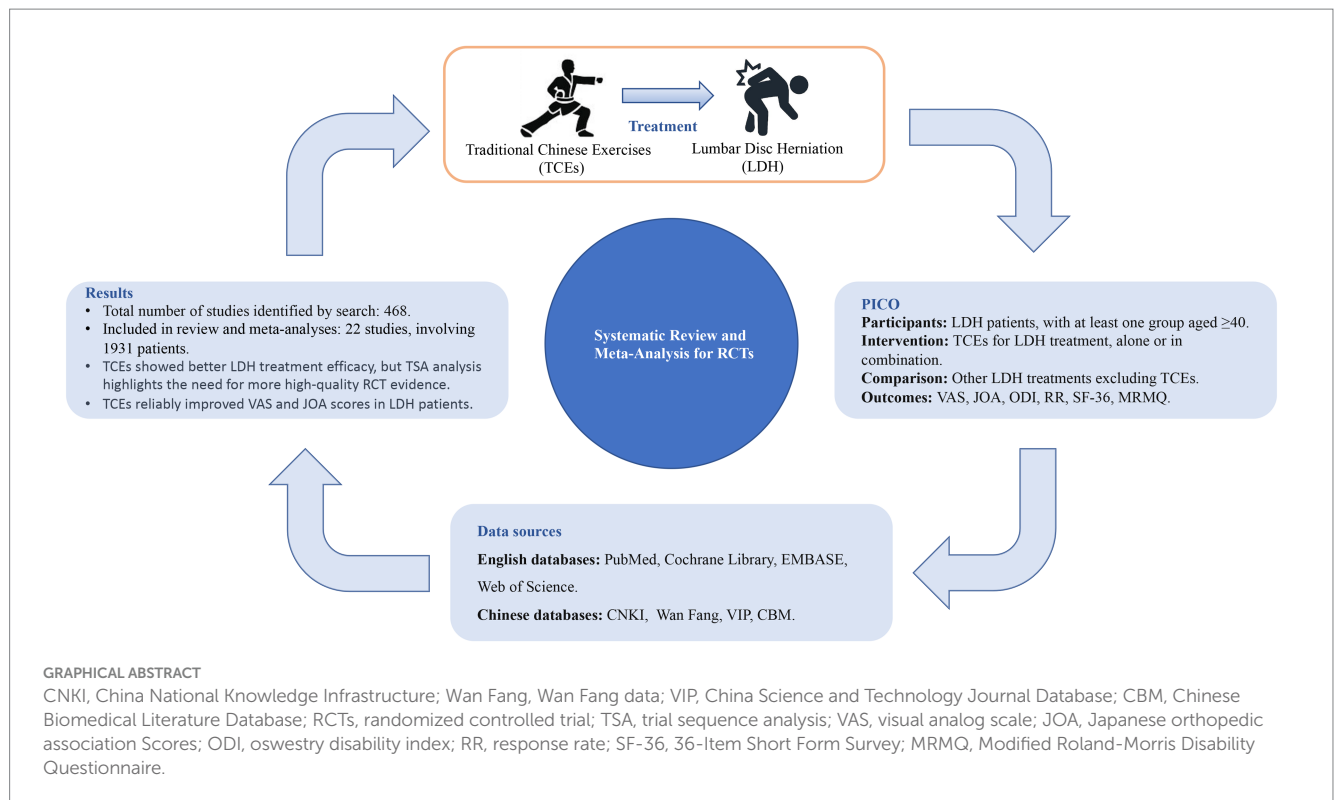 Treatment
Traditional Chinese Exercises
(TCEs)
Lumbar Disc Herniation
(LDH)
Results
• Total number of studies identified by search: 468.
• Included in review and meta-analyses: 22 studies, involving
1931 patients.
• TCEs showed better LDH treatment efficacy, but TSA analysis
highlights the need for more high-quality RCT evidence.
• TCEs reliably improved VAS and JOA scores in LDH patients.
Systematic Review and
Meta-Analysis for RCTs
PICO
Participants: LDH patients, with at least one group aged ≥40.
Intervention: TCEs for LDH treatment, alone or in
combination.
Comparison: Other LDH treatments excluding TCEs.
Outcomes: VAS, JOA, ODI, RR, SF-36, MRMQ.
Data sources
English databases: PubMed, Cochrane Library, EMBASE,
Web of Science.
Chinese databases: CNKI, Wan Fang, VIP, CBM.
GRAPHICAL ABSTRACT
CNKI, China National Knowledge Infrastructure; Wan Fang, Wan Fang data; VIP, China Science and Technology Journal Database; CBM, Chinese
Biomedical Literature Database; RCTs, randomized controlled trial; TSA, trial sequence analysis; VAS, visual analog scale; JOA, Japanese orthopedic
association Scores; ODI, oswestry disability index; RR, response rate; SF-36, 36-Item Short Form Survey; MRMQ, Modified Roland-Morris Disability
Questionnaire.